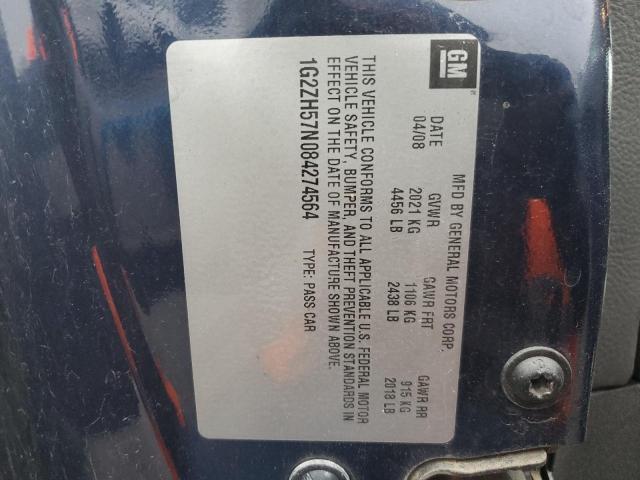 GM
MFD BY GENERAL MOTORS CORP.
DATE GVWR GAWR FRT GAWR RR
04/08 2021 KG 1106 KG 915 KG
4456 LB 2438 LB 2018 LB
THIS VEHICLE CONFORMS TO ALL APPLICABLE U.S. FEDERAL MOTOR
VEHICLE SAFETY, BUMPER, AND THEFT PREVENTION STANDARDS IN
EFFECT ON THE DATE OF MANUFACTURE SHOWN ABOVE.
1G2ZH57N084274564 TYPE: PASS CAR